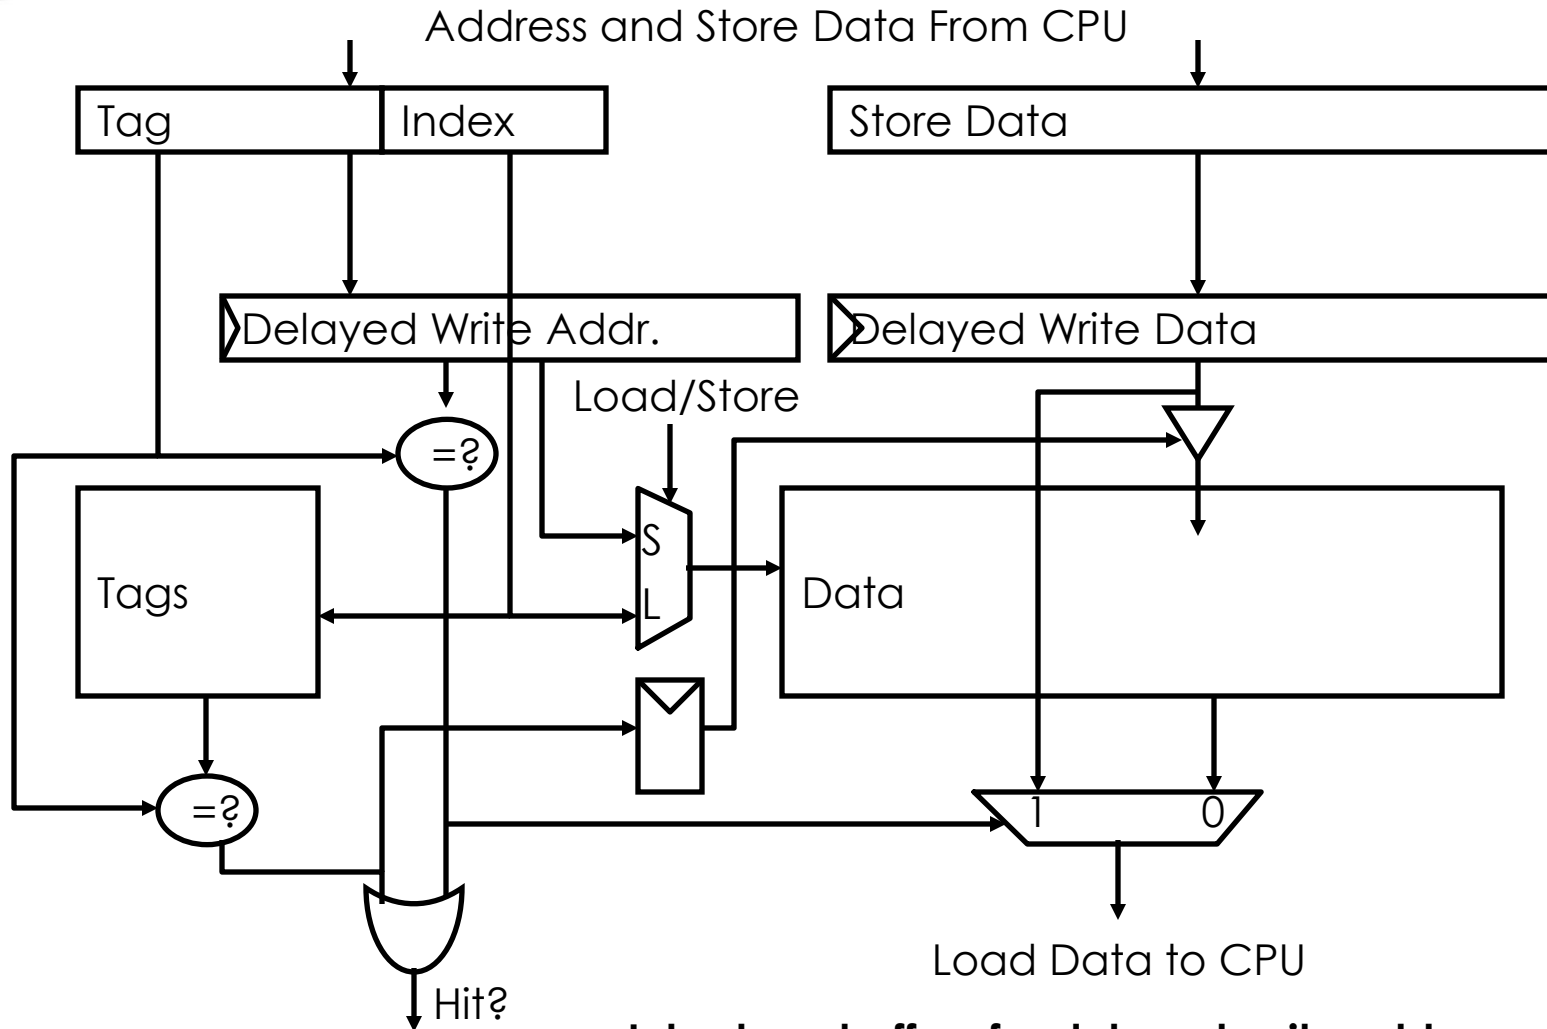 Address and Store Data From CPU
Tag
Index
Store Data
Delayed Write Addr.
Delayed Write Data
Load/Store
=?
S
Tags
L
Data
=?
1
0
Load Data to CPU
Hit?